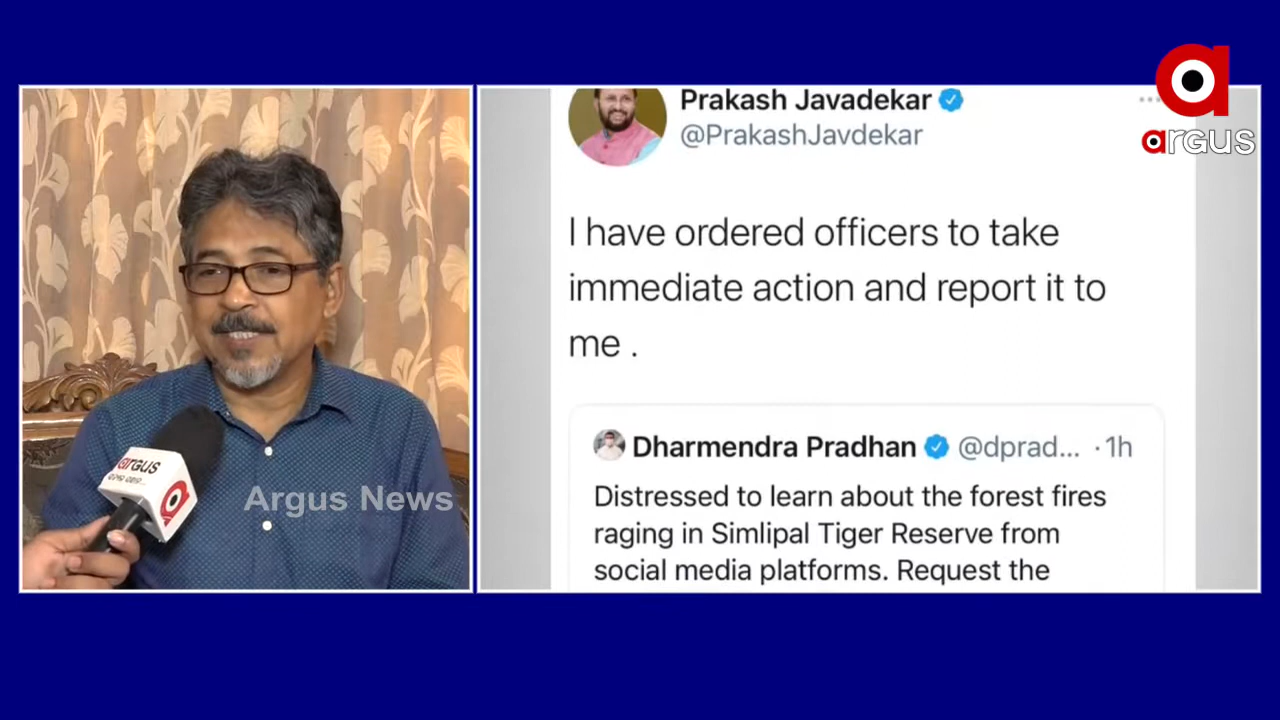 argus
Argus News
Prakash Javadekar
@PrakashJavdekar
I have ordered officers to take
immediate action and report it to
me .
Dharmendra Pradhan @dprad... · 1h
Distressed to learn about the forest fires
raging in Simlipal Tiger Reserve from
social media platforms. Request the
argus